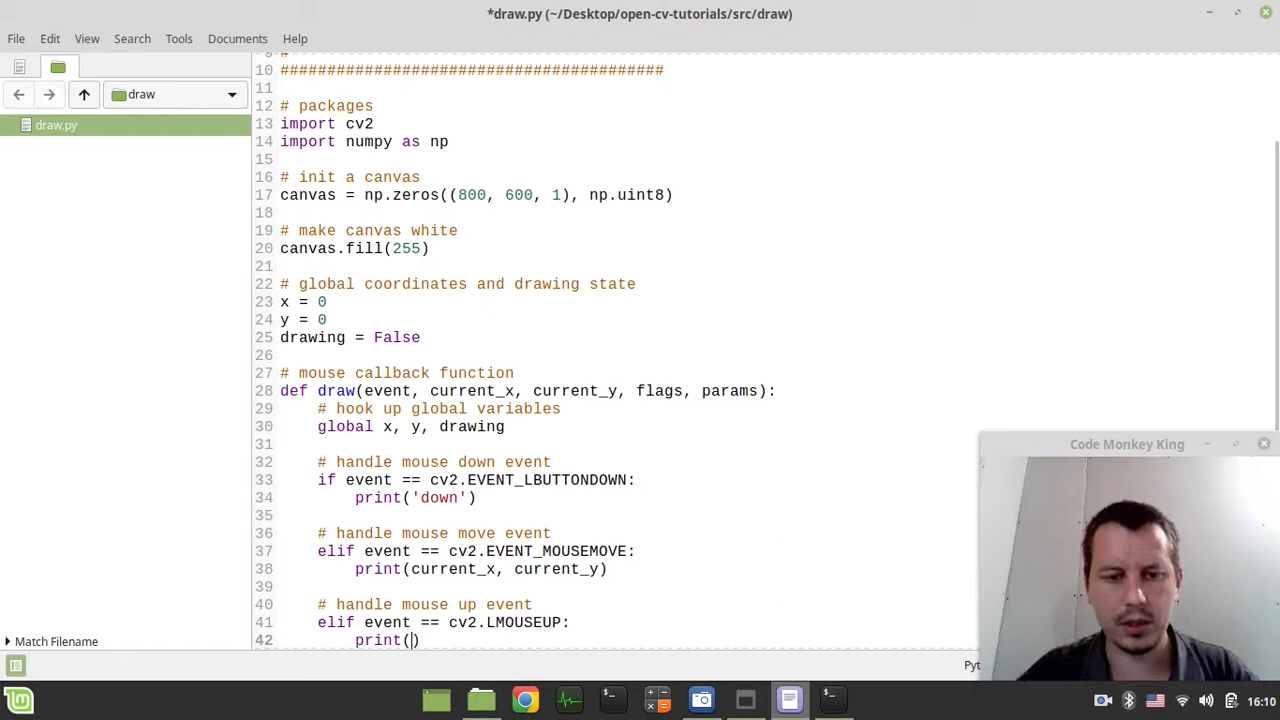 *draw.py (~/Desktop/open-cv-tutorials/src/draw)
File Edit View Search Tools Documents Help
draw
draw.py
9 #
10 #########################################
11
12 # packages
13 import cv2
14 import numpy as np
15
16 # init a canvas
17 canvas = np.zeros((800, 600, 1), np.uint8)
18
19 # make canvas white
20 canvas.fill(255)
21
22 # global coordinates and drawing state
23 x = 0
24 y = 0
25 drawing = False
26
27 # mouse callback function
28 def draw(event, current_x, current_y, flags, params):
29 # hook up global variables
30 global x, y, drawing
31
32 # handle mouse down event
33 if event == cv2.EVENT_LBUTTONDOWN:
34 print('down')
35
36 # handle mouse move event
37 elif event == cv2.EVENT_MOUSEMOVE:
38 print(current_x, current_y)
39
40 # handle mouse up event
41 elif event == cv2.LMOUSEUP:
42 print()
Code Monkey King
Match Filename
Pyt
16:10